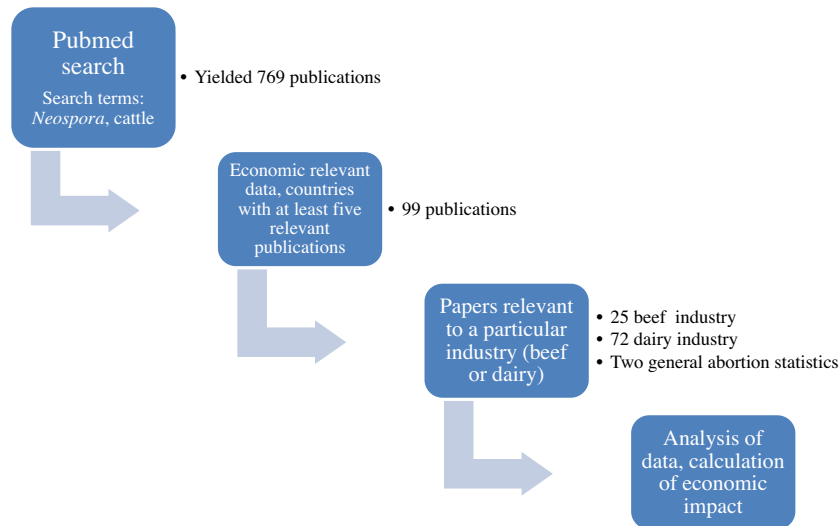 Pubmed
search
Search terms:
Neospora, cattle
• Yielded 769 publications
Economic relevant
data, countries
with at least five
relevant
publications
• 99 publications
Papers relevant
to a particular
industry (beef
or dairy)
• 25 beef industry
• 72 dairy industry
• Two general abortion statistics
Analysis of
data, calculation
of economic
impact